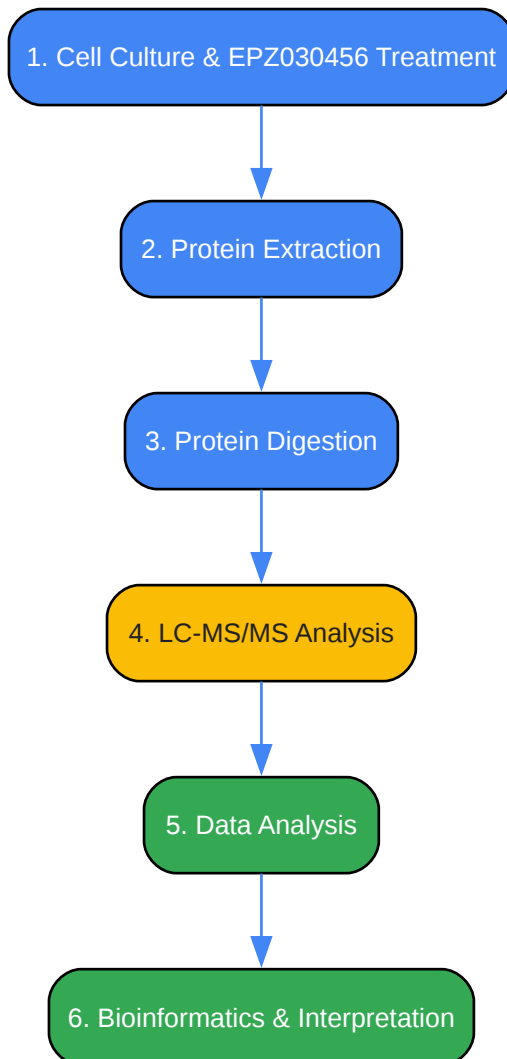 1. Cell Culture & EPZ030456 Treatment
2. Protein Extraction
3. Protein Digestion
4. LC-MS/MS Analysis
5. Data Analysis
6. Bioinformatics & Interpretation